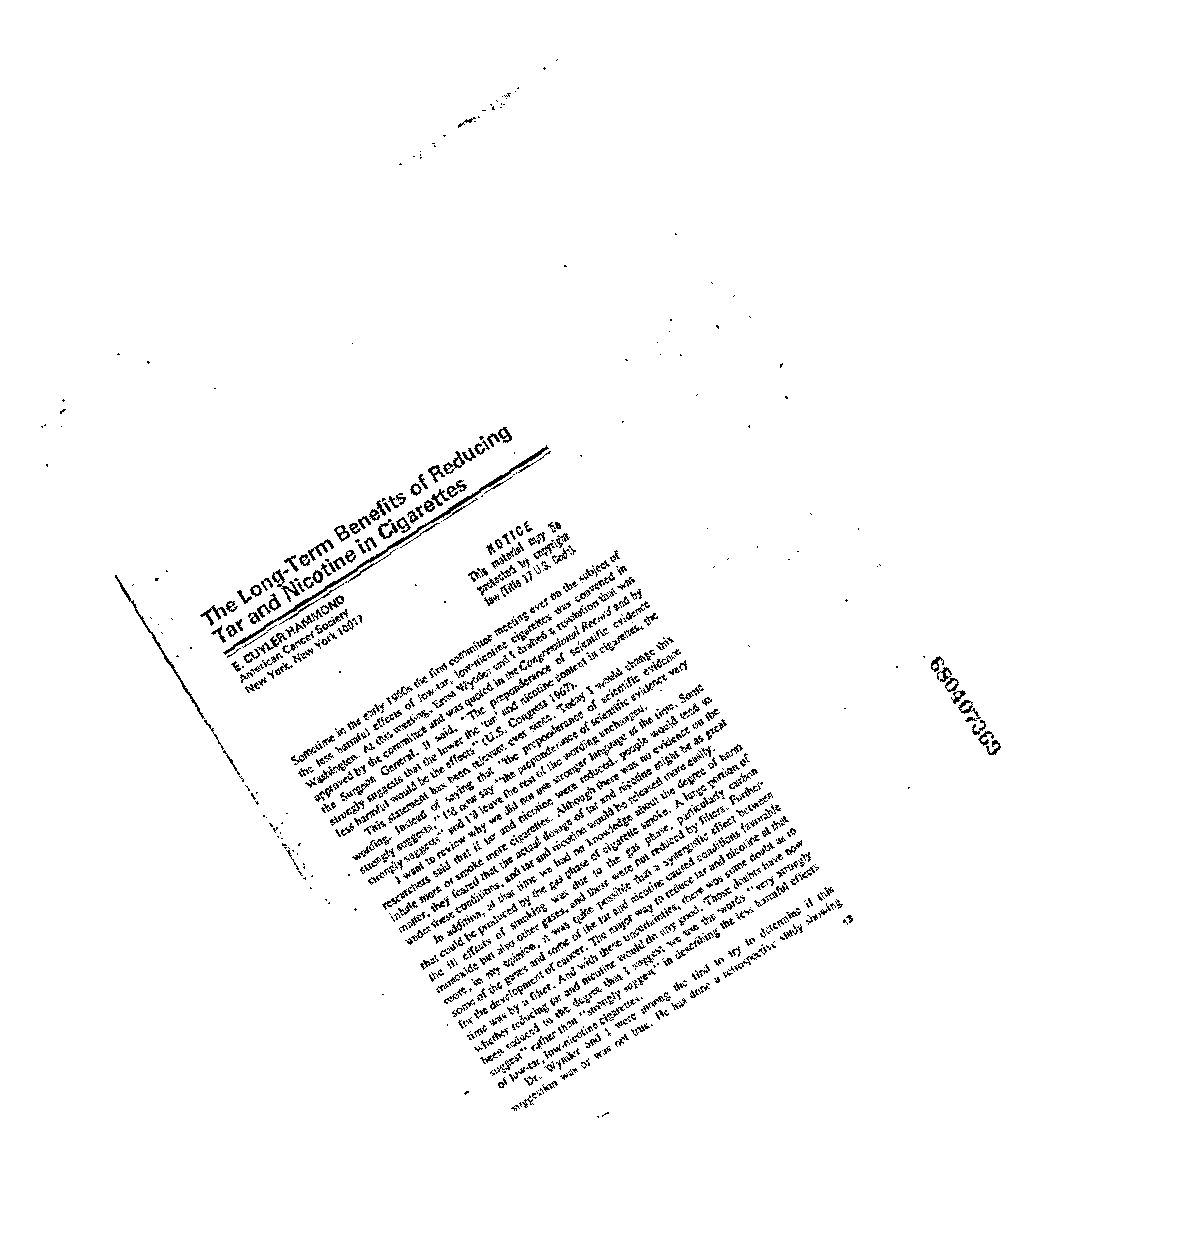 The Long-Term Benefits of Reducing
Tar and Nicotine in Cigarettes
E. CUYLER HAMMOND
American Cancer Society
New York, New York 10017
NOTICE
This material may be
protected by copyright
law (Title 17 U.S. Code).
Sometime in the early 1960s the first committee meeting ever on the subject of
the less harmful effects of low-tar, low-nicotine cigarettes was convened in
Washington. At this meeting, Ernst Wynder and I drafted a resolution that was
approved by the committee and was quoted in the Congressional Record and by
the Surgeon General. It said, "The preponderance of scientific evidence
strongly suggests that the lower the 'tar' and nicotine content in cigarettes, the
less harmful would be the effects" (U.S. Congress 1967).
This statement has been relevant ever since. Today I would change this
wording. Instead of saying that "the preponderance of scientific evidence
strongly suggests," I'd now say "the preponderance of scientific evidence very
strongly suggests" and I'd leave the rest of the wording unchanged.
I want to review why we did not use stronger language at the time. Some
researchers said that if tar and nicotine were reduced, people would tend to
inhale more or smoke more cigarettes. Although there was no evidence on the
matter, they feared that the actual dosage of tar and nicotine might be as great
under these conditions, and tar and nicotine would be released more easily.
In addition, at that time we had no knowledge about the degree of harm
that could be produced by the gas phase of cigarette smoke. A large portion of
the ill effects of smoking was due to the gas phase, particularly carbon
monoxide but also other gases, and these were not reduced by filters. Further-
more, in my opinion, it was quite possible that a synergistic effect between
some of the gases and some of the tar and nicotine caused conditions favorable
for the development of cancer. The major way to reduce tar and nicotine at that
time was by a filter. And with these uncertainties, there was some doubt as to
whether reducing tar and nicotine would do any good. Those doubts have now
been reduced to the degree that I suggest we use the words "very strongly
suggest" rather than "strongly suggest" in describing the less harmful effects
of low-tar, low-nicotine cigarettes.
Dr. Wynder and I were among the first to try to determine if this
suggestion was or was not true. He has done a retrospective study showing
13
680407369